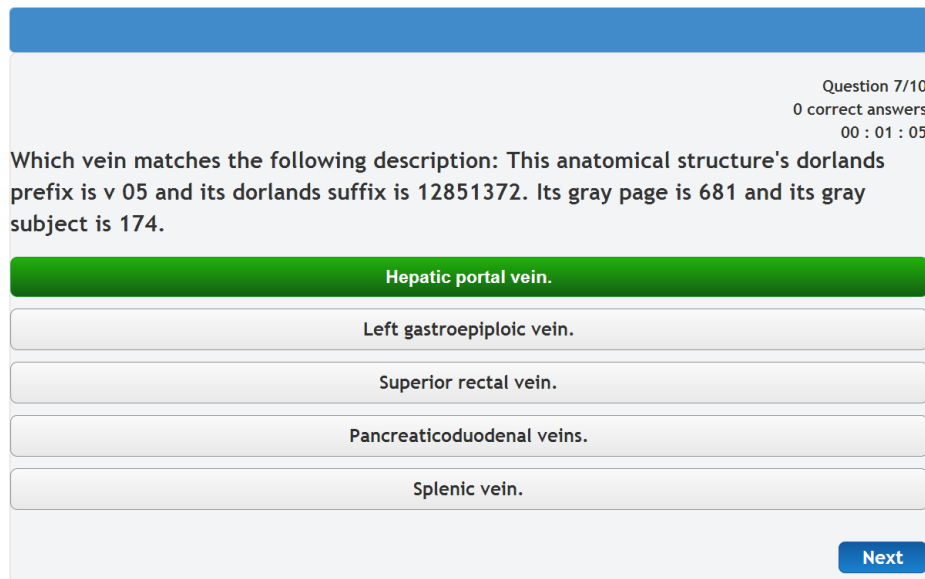 Question 7/10
0 correct answers
00 : 01 : 05
Which vein matches the following description: This anatomical structure's dorlands
prefix is v 05 and its dorlands suffix is 12851372. Its gray page is 681 and its gray
subject is 174.
Hepatic portal vein.
Left gastroepiploic vein.
Superior rectal vein.
Pancreaticoduodenal veins.
Splenic vein.
Next